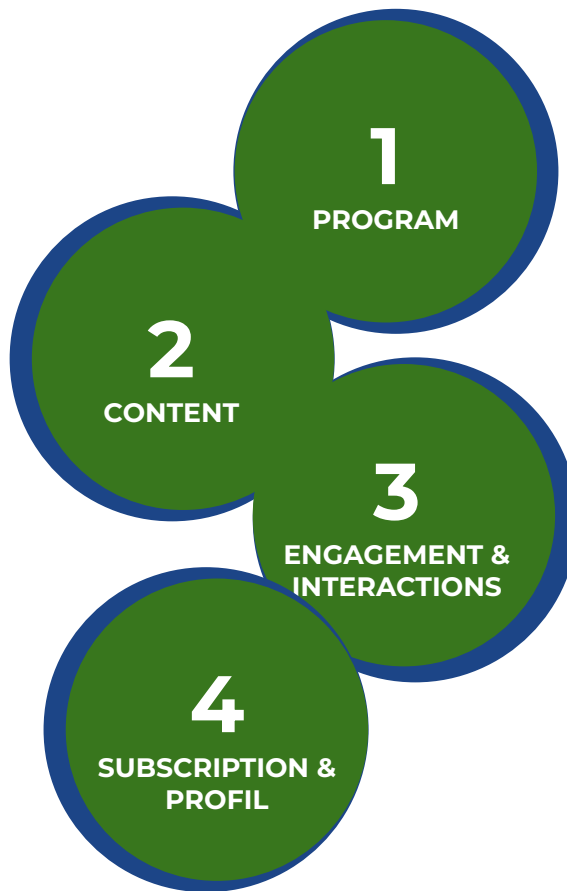 1
PROGRAM
2
CONTENT
3
ENGAGEMENT &
INTERACTIONS
4
SUBSCRIPTION &
PROFIL